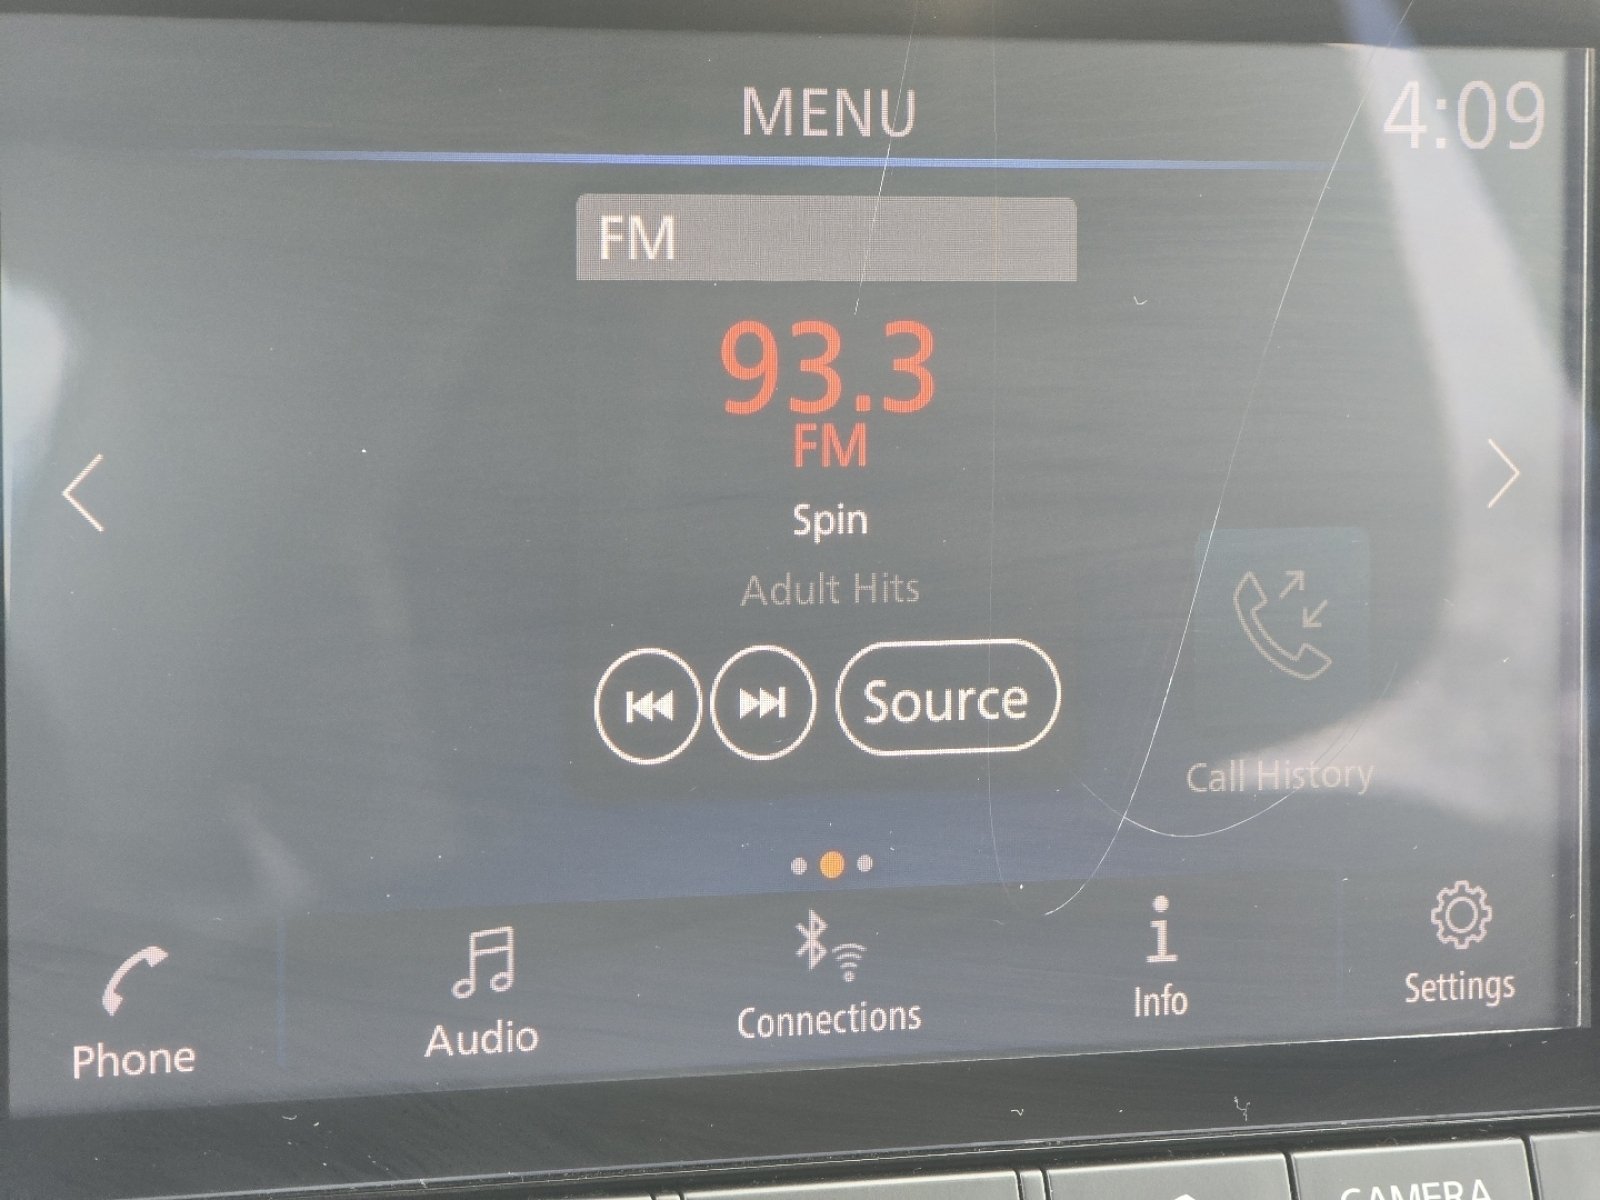 MENU
4:09
FM
93.3
FM
Spin
Adult Hits
Source
Call History
Phone
Audio
Connections
Info
Settings
CAMERA